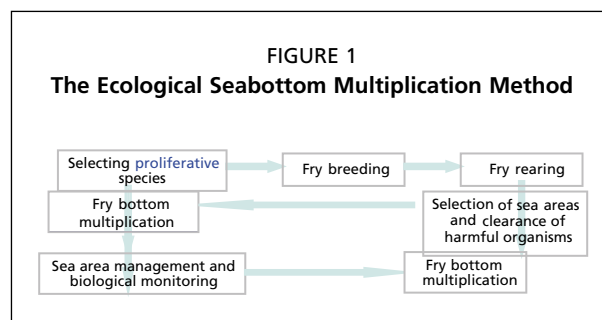 FIGURE 1
The Ecological Seabottom Multiplication Method
Selecting proliferative
species
Fry breeding
Fry rearing
Fry bottom
multiplication
Selection of sea areas
and clearance of
harmful organisms
Sea area management and
biological monitoring
Fry bottom
multiplication